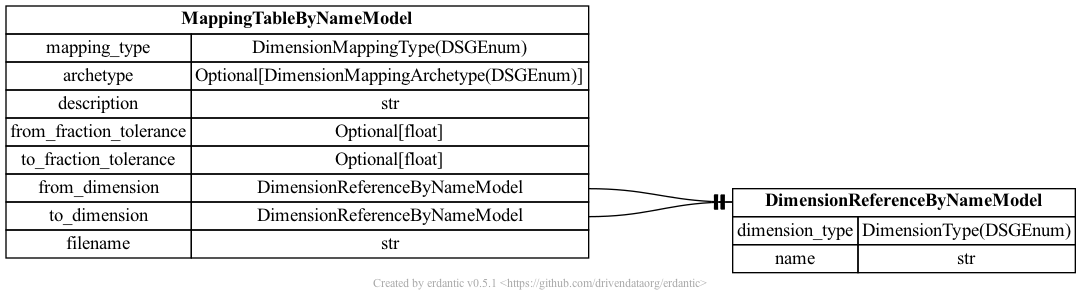 MappingTableByNameModel
mapping_type DimensionMappingType(DSGEnum)
archetype Optional[DimensionMappingArchetype(DSGEnum)]
description str
from_fraction_tolerance Optional[float]
to_fraction_tolerance Optional[float]
from_dimension DimensionReferenceByNameModel
to_dimension DimensionReferenceByNameModel
filename str
DimensionReferenceByNameModel
dimension_type DimensionType(DSGEnum)
name str
Created by erdantic v0.5.1 <https://github.com/drivendataorg/erdantic>